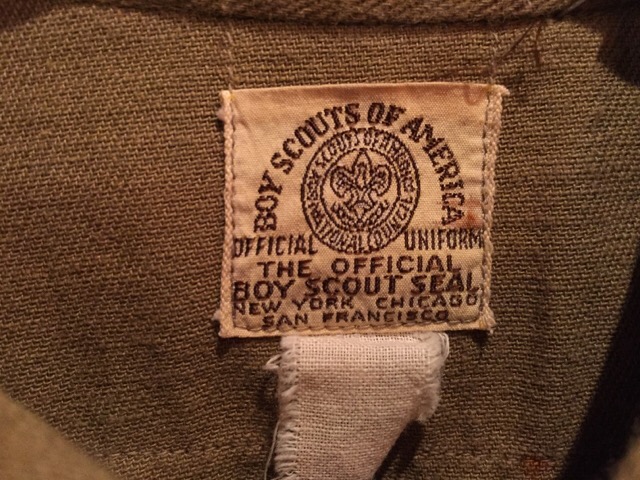 BOY SCOUTS OF AMERICA
BOY SCOUTS OF AMERICA
NATIONAL COUNCIL
OFFICIAL UNIFORM
THE OFFICIAL
BOY SCOUT SEAL
NEW YORK CHICAGO
SAN FRANCISCO